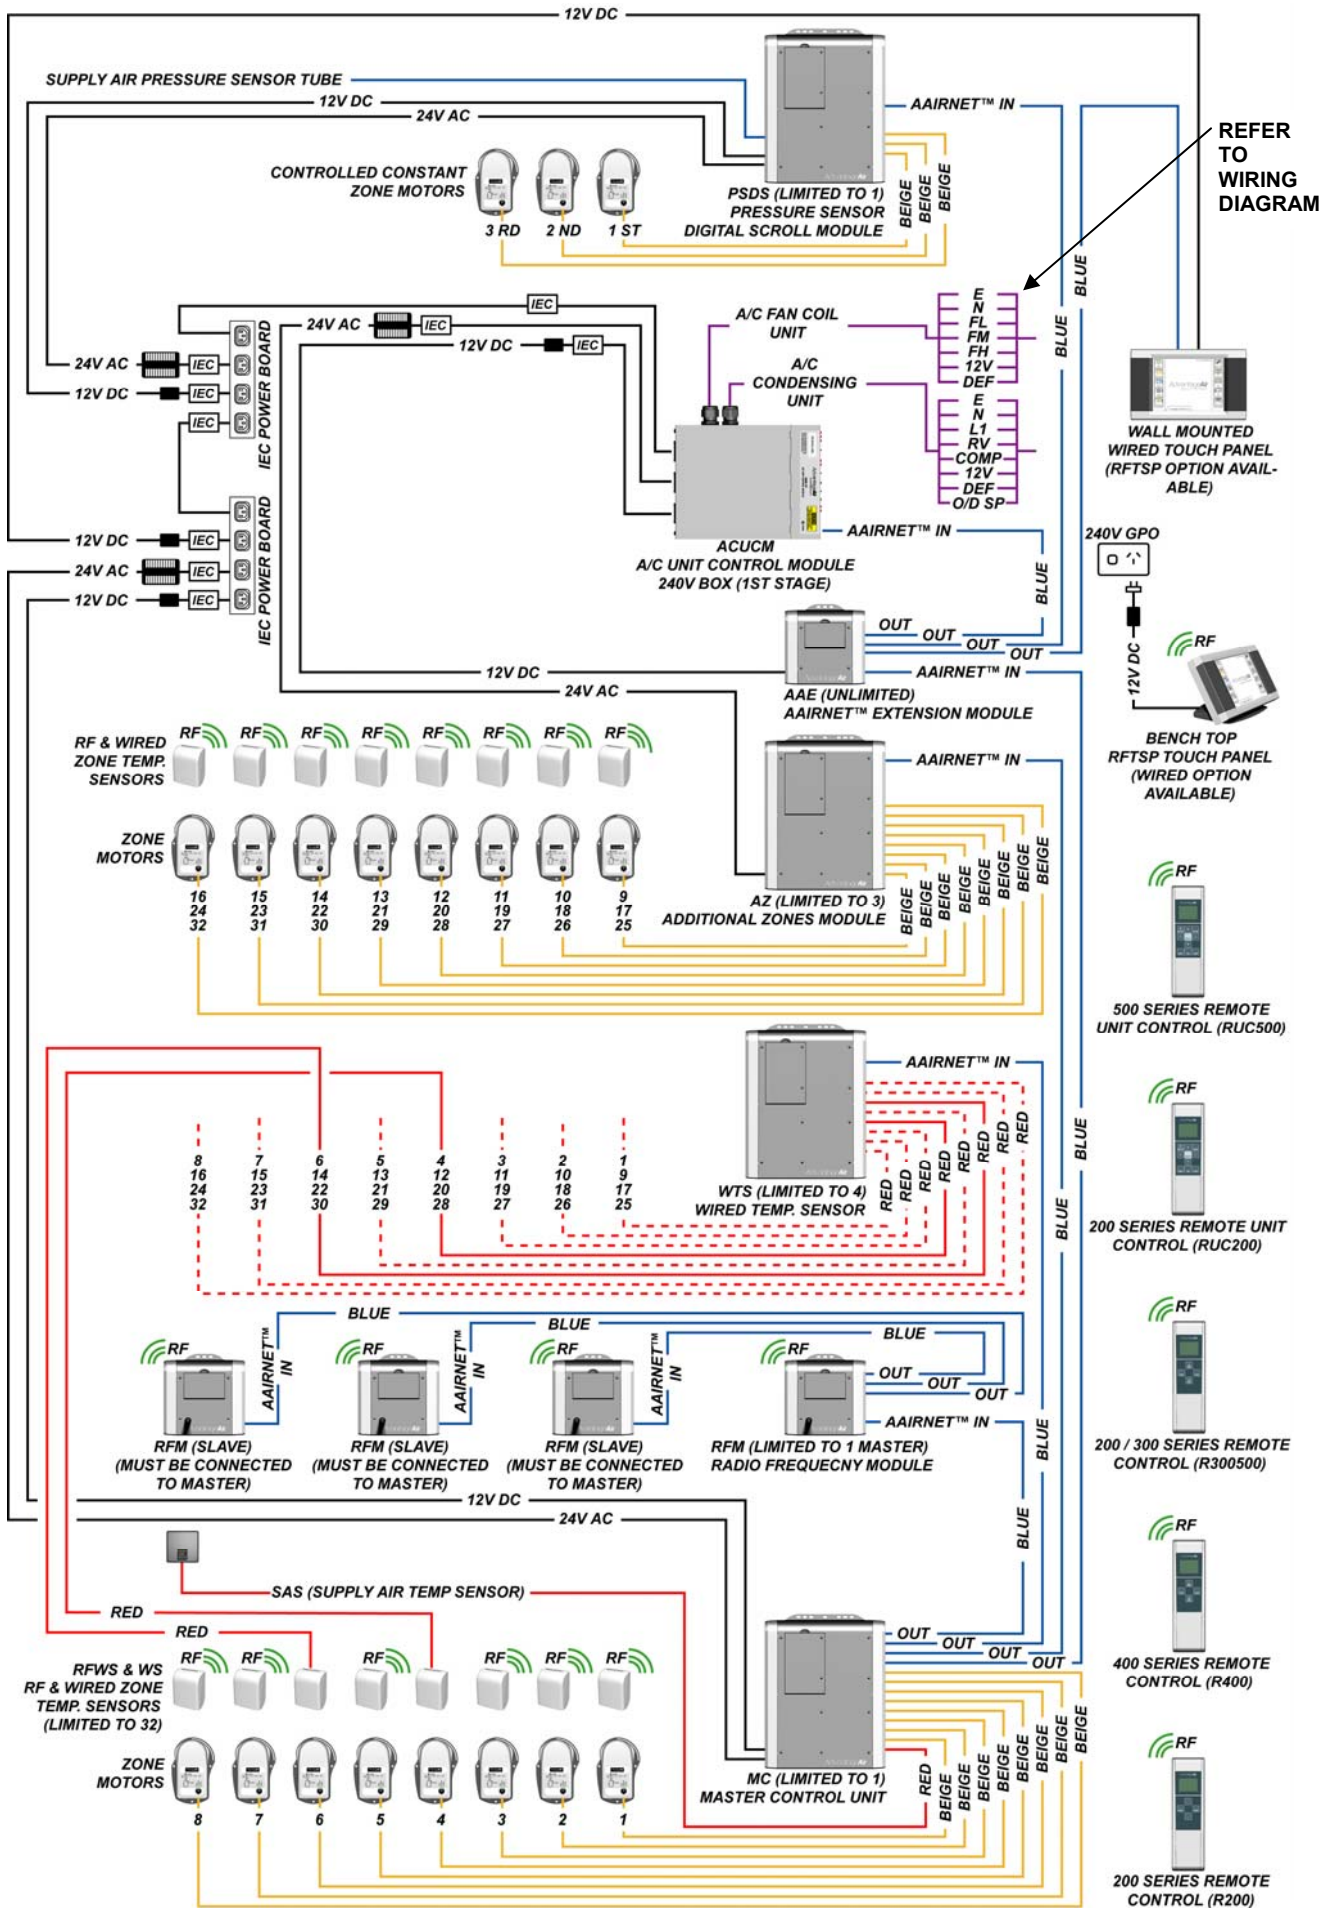 12V DC
SUPPLY AIR PRESSURE SENSOR TUBE
12V DC
24V AC
AAIRNET™ IN
REFER
TO
WIRING
DIAGRAM
CONTROLLED CONSTANT
ZONE MOTORS
3 RD
2 ND
1 ST
PSDS (LIMITED TO 1)
PRESSURE SENSOR
DIGITAL SCROLL MODULE
BEIGE
BEIGE
BEIGE
BLUE
BLUE
IEC
24V AC
IEC
12V DC
IEC
A/C FAN COIL
UNIT
E
N
FL
FM
FH
12V
DEF
A/C
CONDENSING
UNIT
E
N
L1
RV
COMP
12V
DEF
O/D SP
24V AC
IEC
12V DC
IEC
IEC
IEC POWER BOARD
12V DC
IEC
24V AC
IEC
12V DC
IEC
IEC POWER BOARD
AdvantageAir
WALL MOUNTED
WIRED TOUCH PANEL
(RFTSP OPTION AVAIL-
ABLE)
AAIRNET™ IN
ACUCM
A/C UNIT CONTROL MODULE
240V BOX (1ST STAGE)
BLUE
240V GPO
12V DC
RF
BENCH TOP
RFTSP TOUCH PANEL
(WIRED OPTION
AVAILABLE)
OUT
OUT
OUT
OUT
12V DC
AAIRNET™ IN
24V AC
AAE (UNLIMITED)
AAIRNET™ EXTENSION MODULE
RF & WIRED
ZONE TEMP.
SENSORS
RF
RF
RF
RF
RF
RF
RF
RF
AAIRNET™ IN
ZONE
MOTORS
16
24
32
15
23
31
14
22
30
13
21
29
12
20
28
11
19
27
10
18
26
9
17
25
AZ (LIMITED TO 3)
ADDITIONAL ZONES MODULE
BEIGE
BEIGE
BEIGE
BEIGE
BEIGE
BEIGE
BEIGE
BEIGE
RF
500 SERIES REMOTE
UNIT CONTROL (RUC500)
AAIRNET™ IN
8
16
24
32
7
15
23
31
6
14
22
30
5
13
21
29
4
12
20
28
3
11
19
27
2
10
18
26
1
9
17
25
WTS (LIMITED TO 4)
WIRED TEMP. SENSOR
RED
RED
RED
RED
RED
RED
RED
RED
BLUE
BLUE
RF
200 SERIES REMOTE UNIT
CONTROL (RUC200)
BLUE
BLUE
BLUE
RF
AAIRNET™
IN
RF
AAIRNET™
IN
RF
AAIRNET™
IN
RF
OUT
OUT
OUT
AAIRNET™ IN
RFM (SLAVE)
(MUST BE CONNECTED
TO MASTER)
RFM (SLAVE)
(MUST BE CONNECTED
TO MASTER)
RFM (SLAVE)
(MUST BE CONNECTED
TO MASTER)
RFM (LIMITED TO 1 MASTER)
RADIO FREQUECNY MODULE
BLUE
BLUE
RF
200 / 300 SERIES REMOTE
CONTROL (R300500)
12V DC
24V AC
SAS (SUPPLY AIR TEMP SENSOR)
RED
RED
RF
400 SERIES REMOTE
CONTROL (R400)
OUT
OUT
OUT
OUT
RFWS & WS
RF & WIRED ZONE
TEMP. SENSORS
(LIMITED TO 32)
RF
RF
RF
RF
RF
RF
ZONE
MOTORS
8
7
6
5
4
3
2
1
MC (LIMITED TO 1)
MASTER CONTROL UNIT
RED
BEIGE
BEIGE
BEIGE
BEIGE
BEIGE
BEIGE
BEIGE
BEIGE
RF
200 SERIES REMOTE
CONTROL (R200)